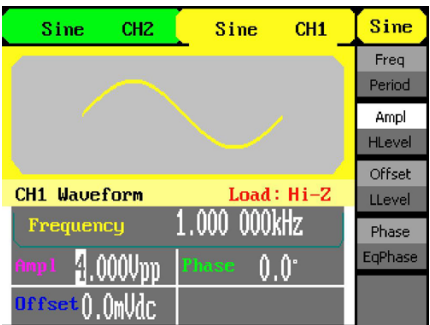 Sine CH2 Sine CH1 Sine
Freq
Period
Ampl
HLevel
Offset
LLevel
Phase
EqPhase
CH1 Waveform Load: Hi-Z
Frequency 1.000 000kHz
Ampl 4.000Vpp Phase 0.0°
Offset 0.0mVdc